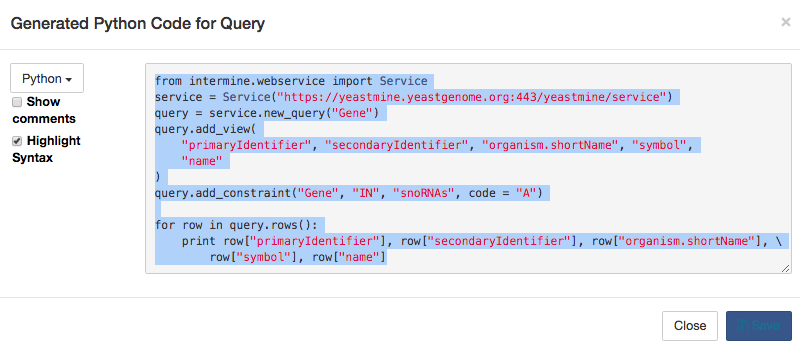 Generated Python Code for Query
×
Python
Show comments
Highlight Syntax
from intermine.webservice import Service
service = Service("https://yeastmine.yeastgenome.org:443/yeastmine/service")
query = service.new_query("Gene")
query.add_view(
    "primaryIdentifier", "secondaryIdentifier", "organism.shortName", "symbol",
    "name"
)
query.add_constraint("Gene", "IN", "snoRNAs", code = "A")

for row in query.rows():
    print row["primaryIdentifier"], row["secondaryIdentifier"], row["organism.shortName"], \
        row["symbol"], row["name"]
Close
Save